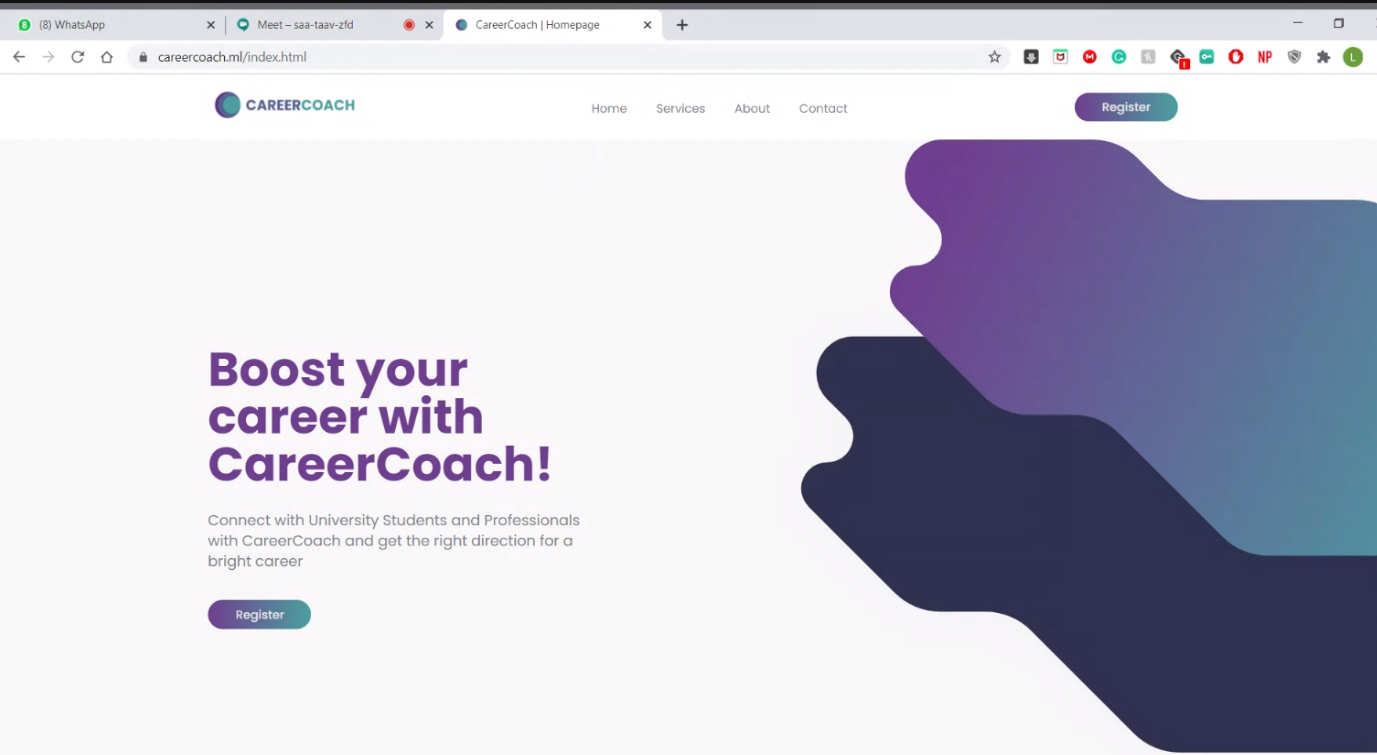 (8) WhatsApp
Meet – saa-taav-zfd
CareerCoach | Homepage
careercoach.ml/index.html
NP
L
CAREERCOACH
Home
Services
About
Contact
Register
Boost your
career with
CareerCoach!
Connect with University Students and Professionals
with CareerCoach and get the right direction for a
bright career
Register